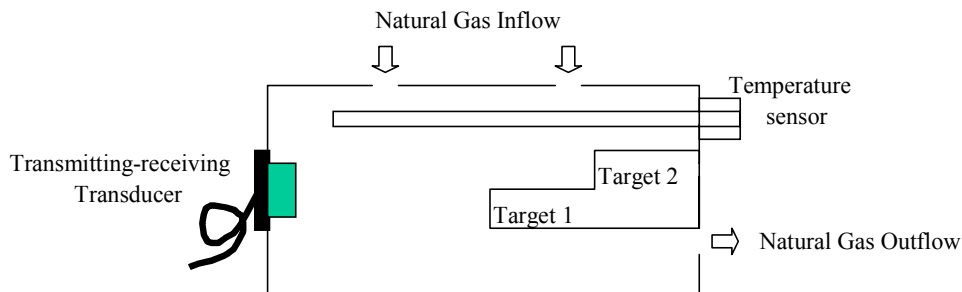 Natural Gas Inflow
Temperature
sensor
Transmitting-receiving
Transducer
Target 2
Target 1
Natural Gas Outflow